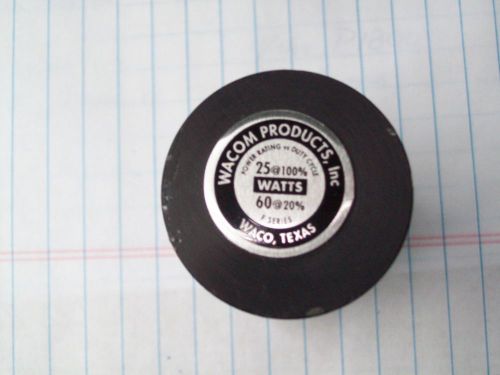 WACOM PRODUCTS, Inc
POWER RATING vs DUTY CYCLE
25@100%
WATTS
60@20%
F SERIES
WACO, TEXAS